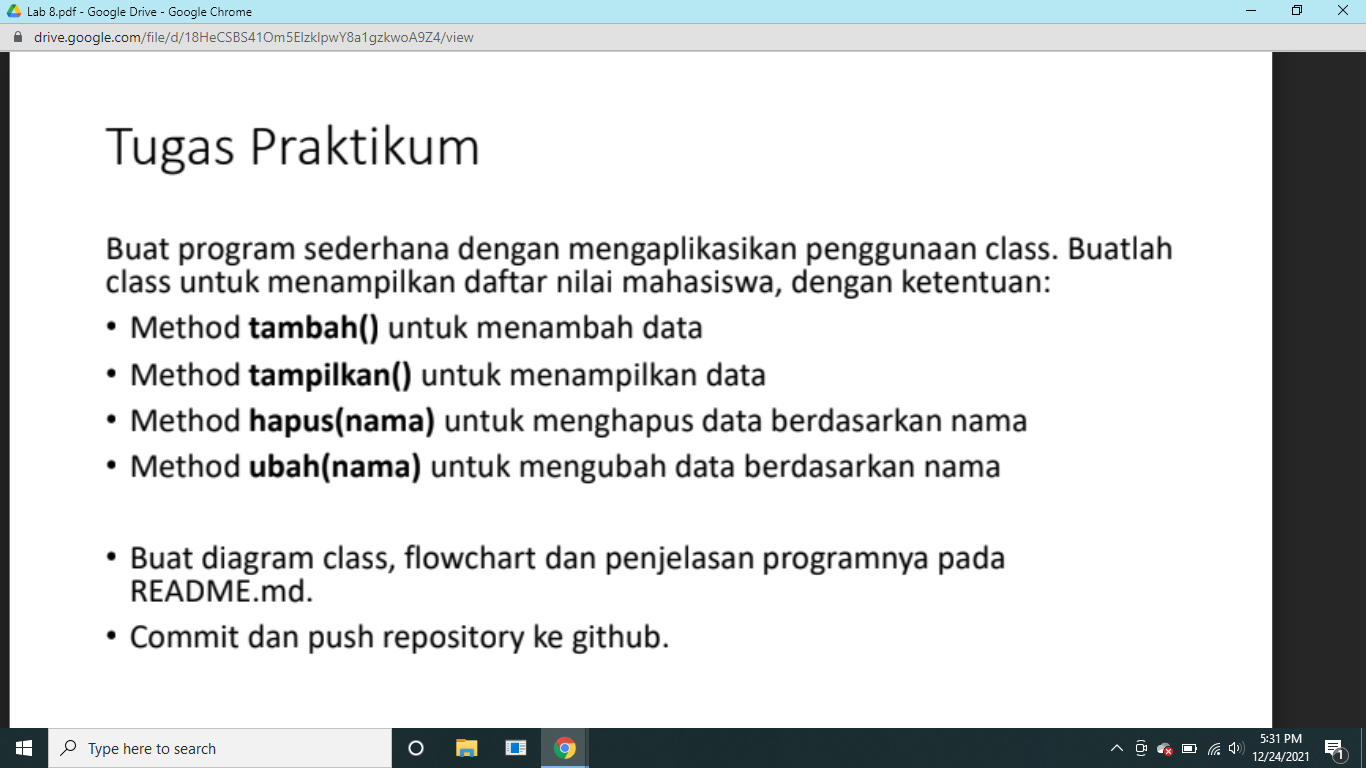 Lab 8.pdf - Google Drive - Google Chrome
drive.google.com/file/d/18HeCSBS41Om5ElzklpwY8a1gzkwoA9Z4/view
Tugas Praktikum
Buat program sederhana dengan mengaplikasikan penggunaan class. Buatlah
class untuk menampilkan daftar nilai mahasiswa, dengan ketentuan:
• Method tambah() untuk menambah data
• Method tampilkan() untuk menampilkan data
• Method hapus(nama) untuk menghapus data berdasarkan nama
• Method ubah(nama) untuk mengubah data berdasarkan nama
• Buat diagram class, flowchart dan penjelasan programnya pada
README.md.
• Commit dan push repository ke github.
Type here to search
5:31 PM
12/24/2021
1